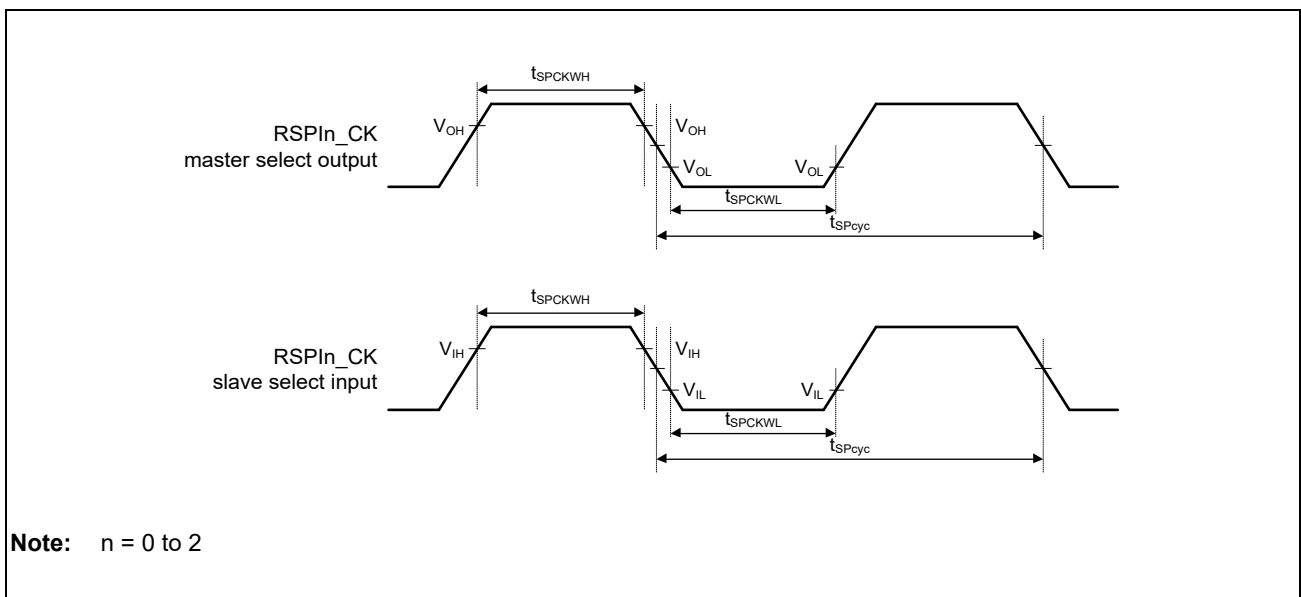 tSPCKWH
RSPIn_CK
master select output
VOH
VOH
VOL
VOL
tSPCKWL
tSPcyc
tSPCKWH
RSPIn_CK
slave select input
VIH
VIH
VIL
VIL
tSPCKWL
tSPcyc
Note: n = 0 to 2